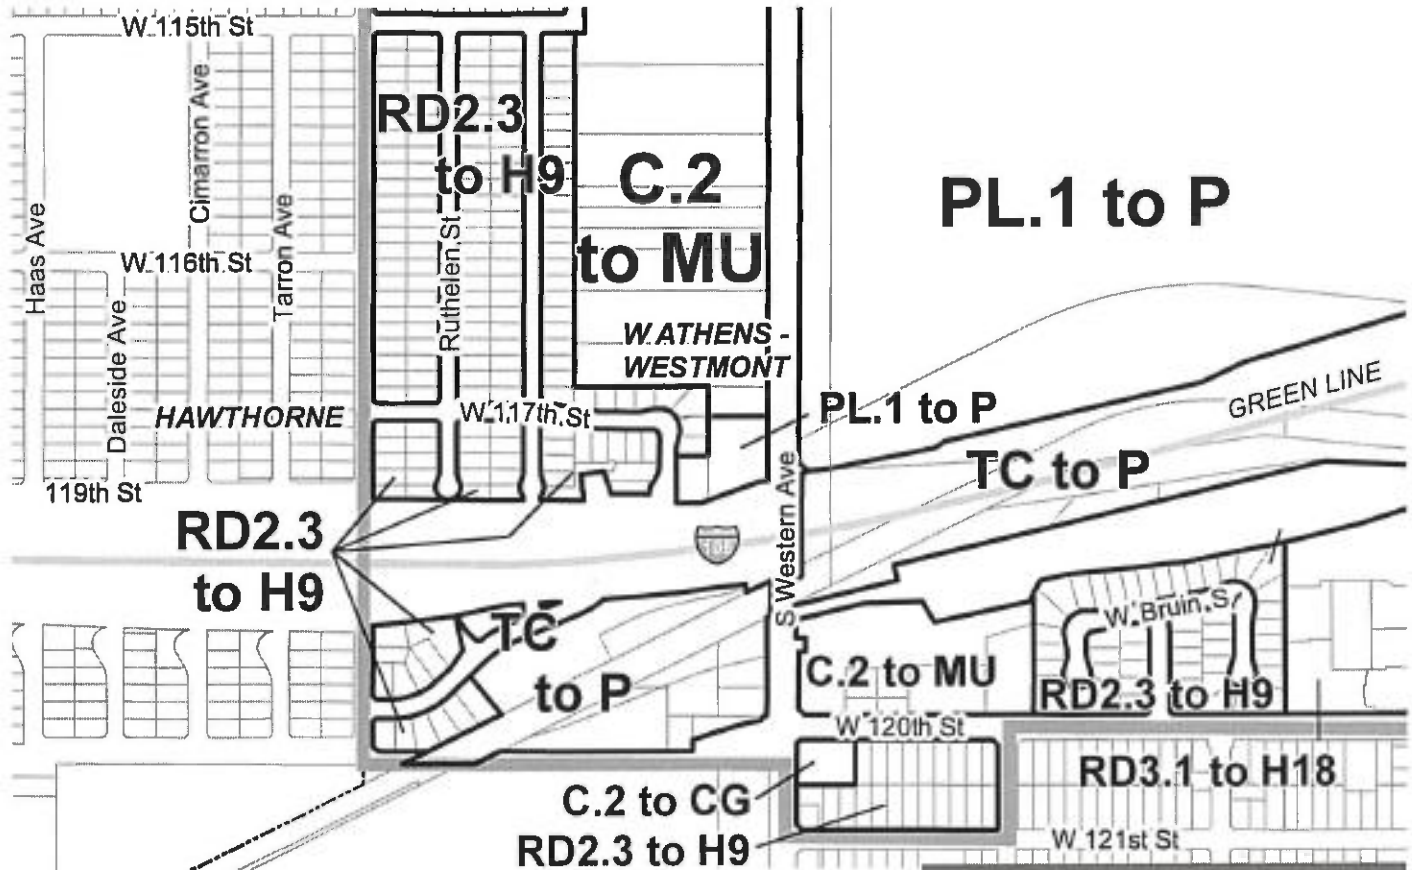 W 115th St
Cimarron Ave
RD2.3
to H9
C.2
to MU
PL.1 to P
Haas Ave
Tarron Ave
Ruthelen St
W 116th St
Daleside Ave
W ATHENS -
WESTMONT
HAWTHORNE
W 117th St
PL.1 to P
GREEN LINE
TC to P
119th St
S Western Ave
RD2.3
to H9
TC
to P
W Bruin S
C.2 to MU
RD2.3 to H9
W 120th St
RD3.1 to H18
C.2 to CG
RD2.3 to H9
W 121st St